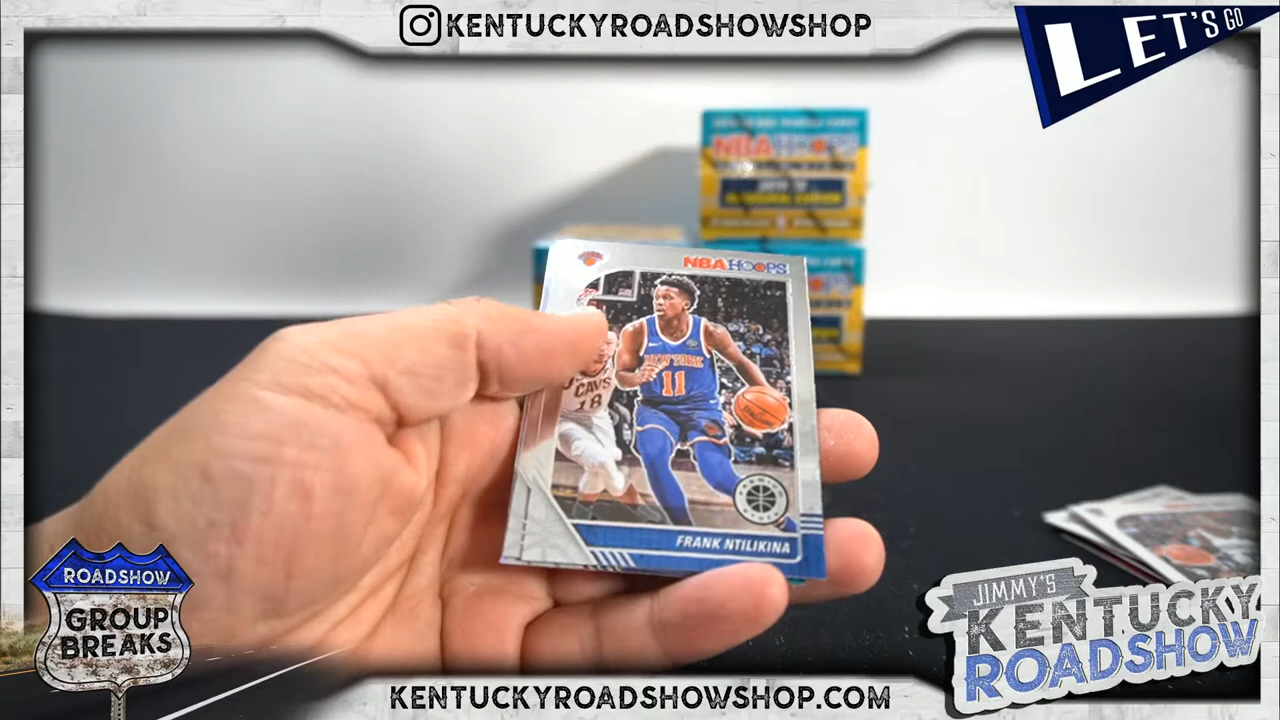 KENTUCKYROADSHOWSHOP
LET'S GO
NBA HOOPS
NBA HOOPS
NEW YORK
11
CAVS
18
FRANK NTILIKINA
ROADSHOW
GROUP
BREAKS
JIMMY'S
KENTUCKY
ROADSHOW
KENTUCKYROADSHOWSHOP.COM